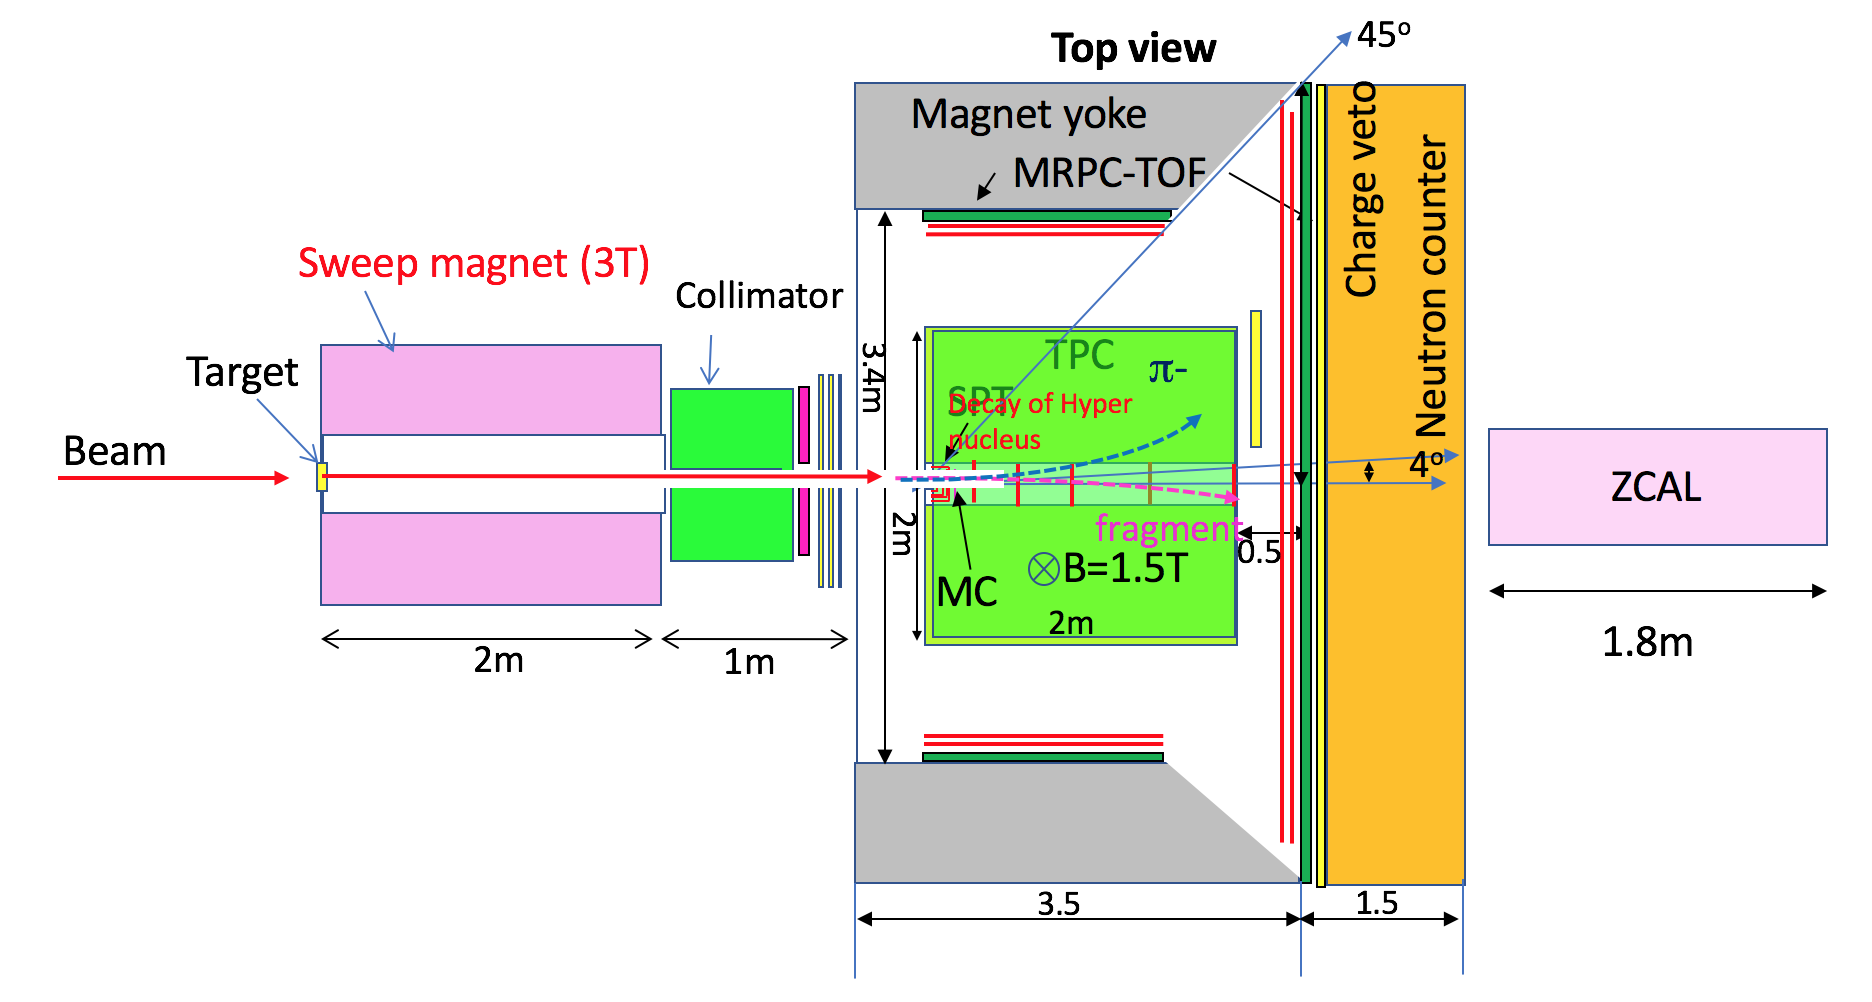 Top view
45º
Magnet yoke
MRPC-TOF
Charge veto
Neutron counter
Sweep magnet (3T)
Collimator
Target
Beam
3.4m
TPC
π-
SPT
Decay of Hyper
nucleus
4º
ZCAL
2m
fragment
0.5
B=1.5T
MC
2m
2m
1m
1.8m
3.5
1.5